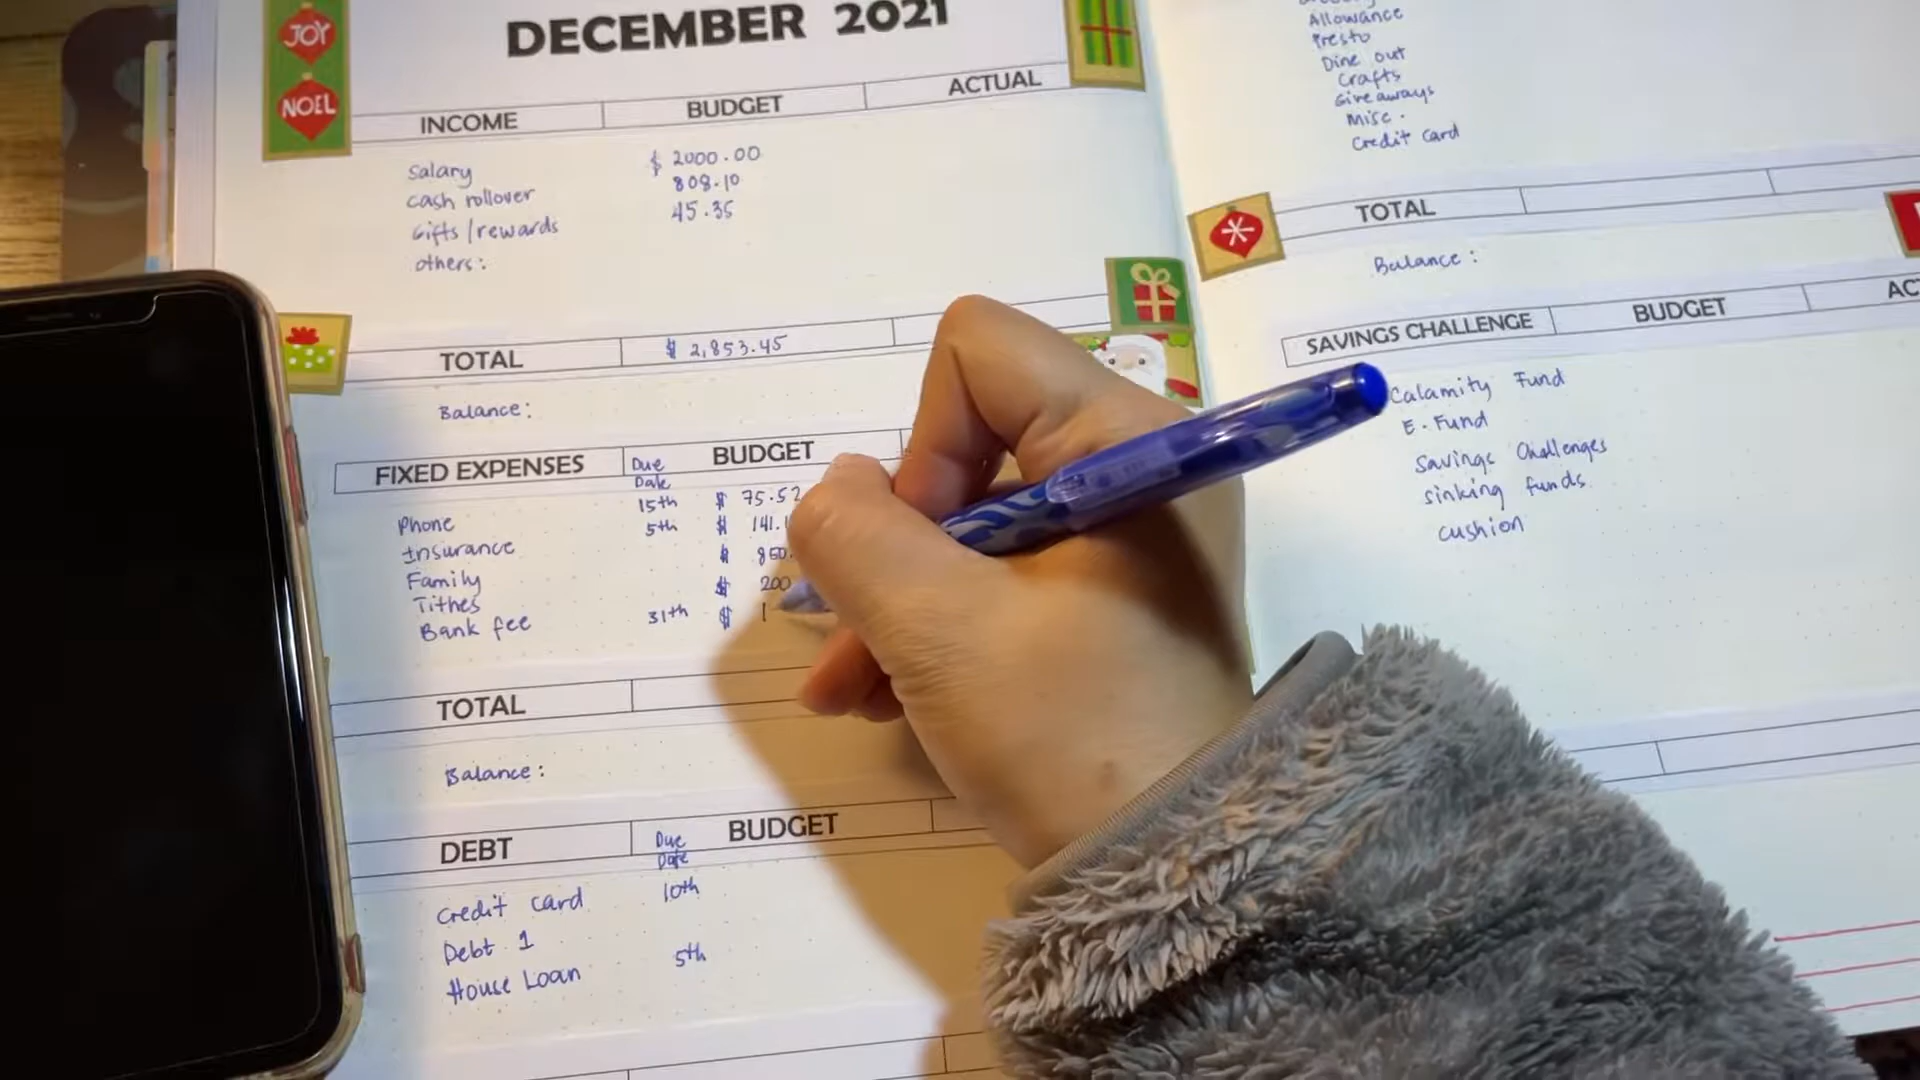 JOY
NOEL
DECEMBER 2021
INCOME BUDGET ACTUAL
Salary $ 2000.00
Cash rollover 808.10
Gifts/rewards 45.35
others:
TOTAL $ 2,853.45
Balance:
FIXED EXPENSES Due Date BUDGET
Phone 15th $ 75.52
Insurance 5th $ 141.1
Family $ 850.
Tithes $ 200
Bank fee 31th $ 1
TOTAL
Balance:
DEBT Due Date BUDGET
Credit card 10th
Debt 1
House Loan 5th
Allowance
Presto
Dine out
Crafts
Giveaways
Misc.
Credit Card
TOTAL
Balance:
SAVINGS CHALLENGE BUDGET AC
Calamity Fund
E. Fund
Savings Challenges
sinking funds
cushion